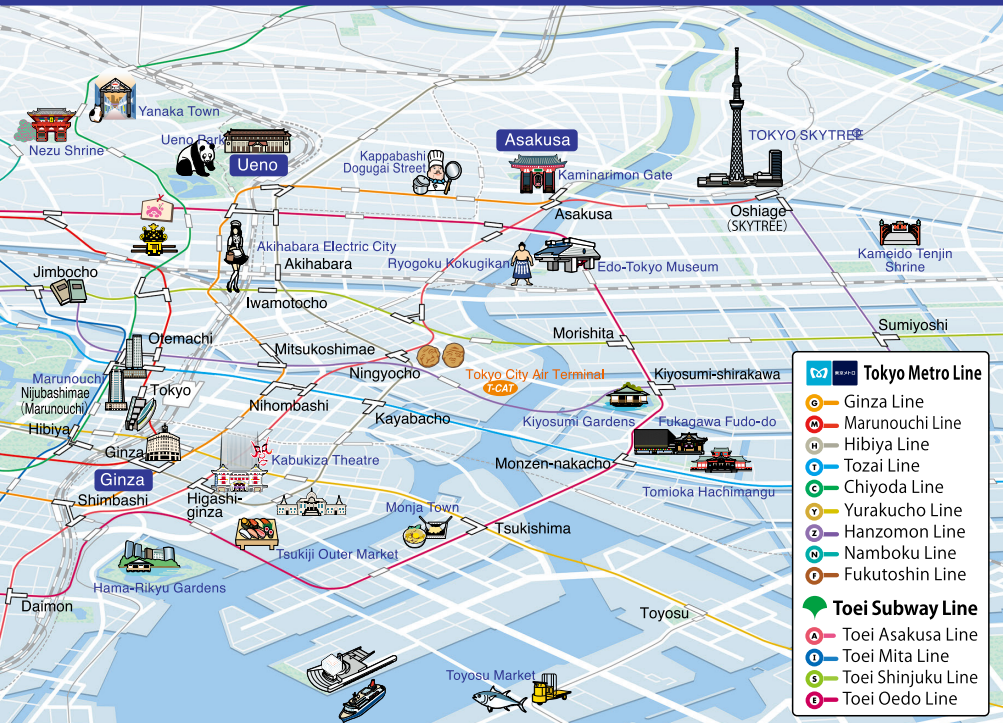 Yanaka Town
Nezu Shrine
Ueno Park
Ueno
Kappabashi
Dogugai Street
Asakusa
Kaminarimon Gate
Asakusa
TOKYO SKYTREE
Oshiage
(SKYTREE)
Kameido Tenjin
Shrine
Akihabara Electric City
Akihabara
Ryogoku Kokugikan
Edo-Tokyo Museum
Jimbocho
Iwamotocho
Otemachi
Mitsukoshimae
Morishita
Sumiyoshi
Marunouchi
Nijubashimae
(Marunouchi)
Tokyo
Ningyocho
Tokyo City Air Terminal
T-CAT
Kiyosumi-shirakawa
Nihombashi
Kayabacho
Kiyosumi Gardens
Fukagawa Fudo-do
Hibiya
Ginza
Ginza
Kabukiza Theatre
Monzen-nakacho
Tomioka Hachimangu
Shimbashi
Higashi-
ginza
Monja Town
Tsukishima
Tsukiji Outer Market
Hama-Rikyu Gardens
Daimon
Toyosu
Toyosu Market
東京メトロ
Tokyo Metro Line
G Ginza Line
M Marunouchi Line
H Hibiya Line
T Tozai Line
C Chiyoda Line
Y Yurakucho Line
Z Hanzomon Line
N Namboku Line
F Fukutoshin Line
Toei Subway Line
A Toei Asakusa Line
I Toei Mita Line
S Toei Shinjuku Line
E Toei Oedo Line